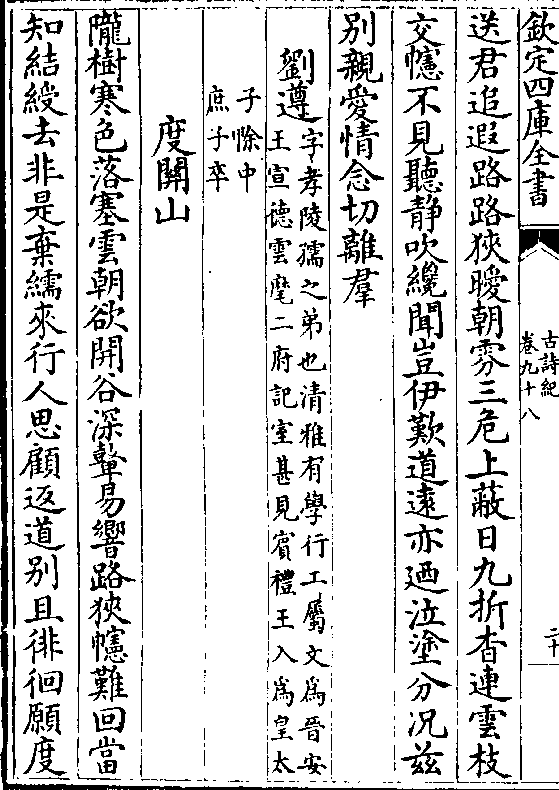 欽定四庫全書
古詩紀
卷九十八
二十
送君追遐路路狹曖朝雰三危上蔽日九折杳連雲枝
交幰不見聽静吹纔聞豈伊歎道遠亦廼泣塗分况兹
别親愛情念切離羣
劉遵
字孝陵孺之弟也清雅有學行工屬文爲晉安
王宣德雲麾二府記室甚見賓禮王入爲皇太
子㷘中
庶子卒
度關山
隴樹寒色落塞雲朝欲開谷深鼙易響路狹幰難回當
知結綬去非是棄繻來行人思顧返道别且徘徊願度